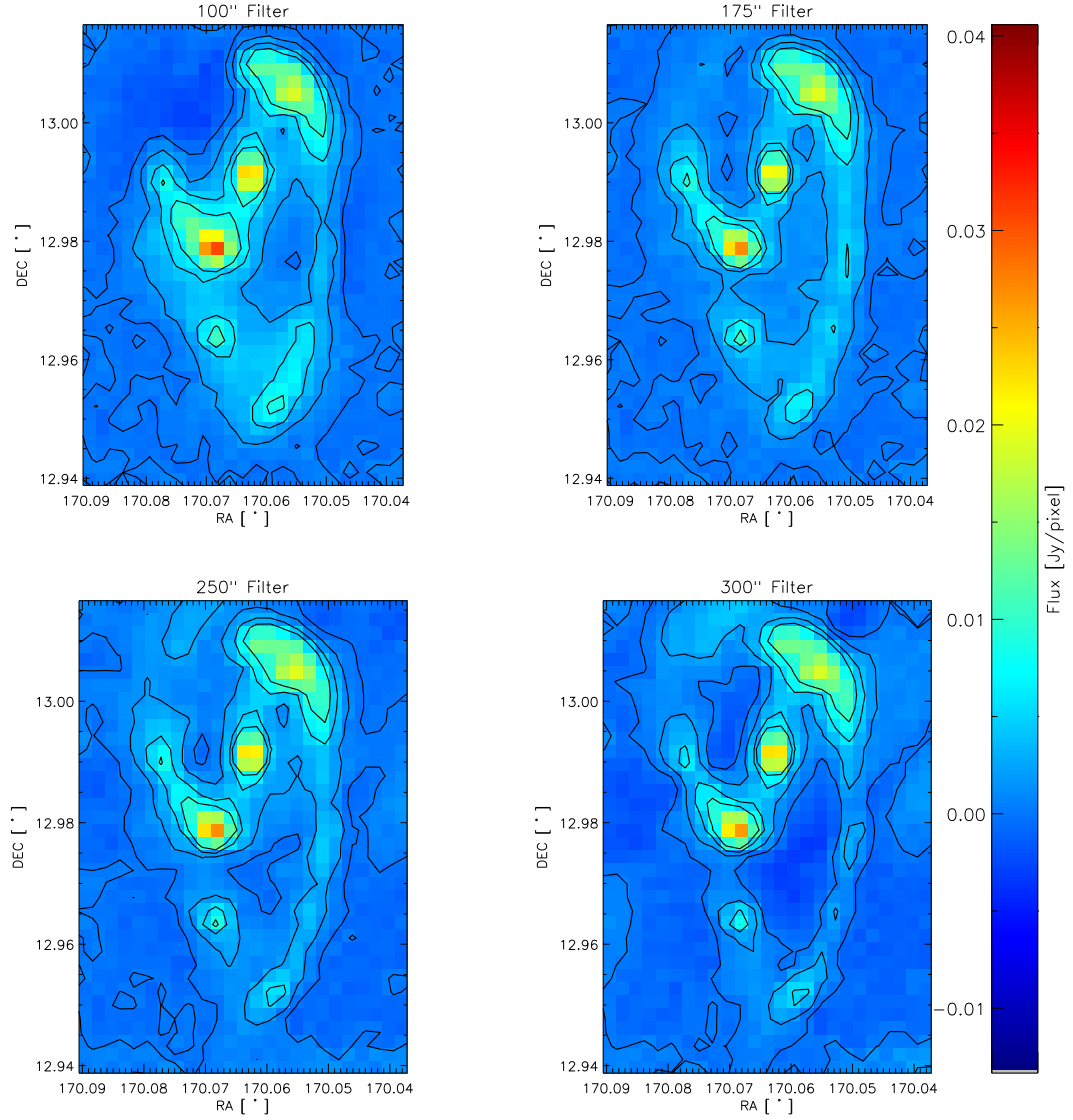 100'' Filter
175'' Filter
DEC [ ° ]
13.00
12.98
12.96
12.94
170.09 170.08 170.07 170.06 170.05 170.04
RA [ ° ]
DEC [ ° ]
13.00
12.98
12.96
12.94
170.09 170.08 170.07 170.06 170.05 170.04
RA [ ° ]
250'' Filter
300'' Filter
DEC [ ° ]
13.00
12.98
12.96
12.94
170.09 170.08 170.07 170.06 170.05 170.04
RA [ ° ]
DEC [ ° ]
13.00
12.98
12.96
12.94
170.09 170.08 170.07 170.06 170.05 170.04
RA [ ° ]
0.04
0.03
0.02
0.01
0.00
−0.01
Flux [Jy/pixel]